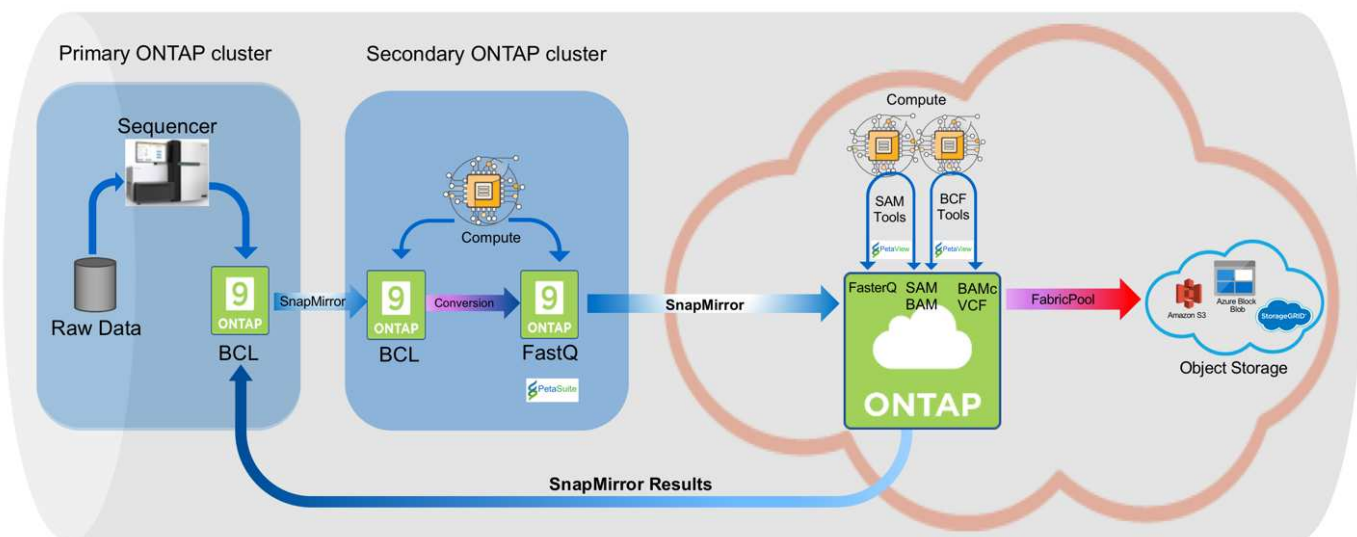 Primary ONTAP cluster
Secondary ONTAP cluster
Sequencer
Raw Data
9
ONTAP
BCL
SnapMirror
Compute
9
ONTAP
BCL
Conversion
9
ONTAP
FastQ
PetaSuite
SnapMirror
Compute
SAM
Tools
BCF
Tools
PetaView
PetaView
FasterQ
SAM
BAM
BAMc
VCF
ONTAP
FabricPool
Amazon S3
Azure Block
Blob
StorageGRID
Object Storage
SnapMirror Results